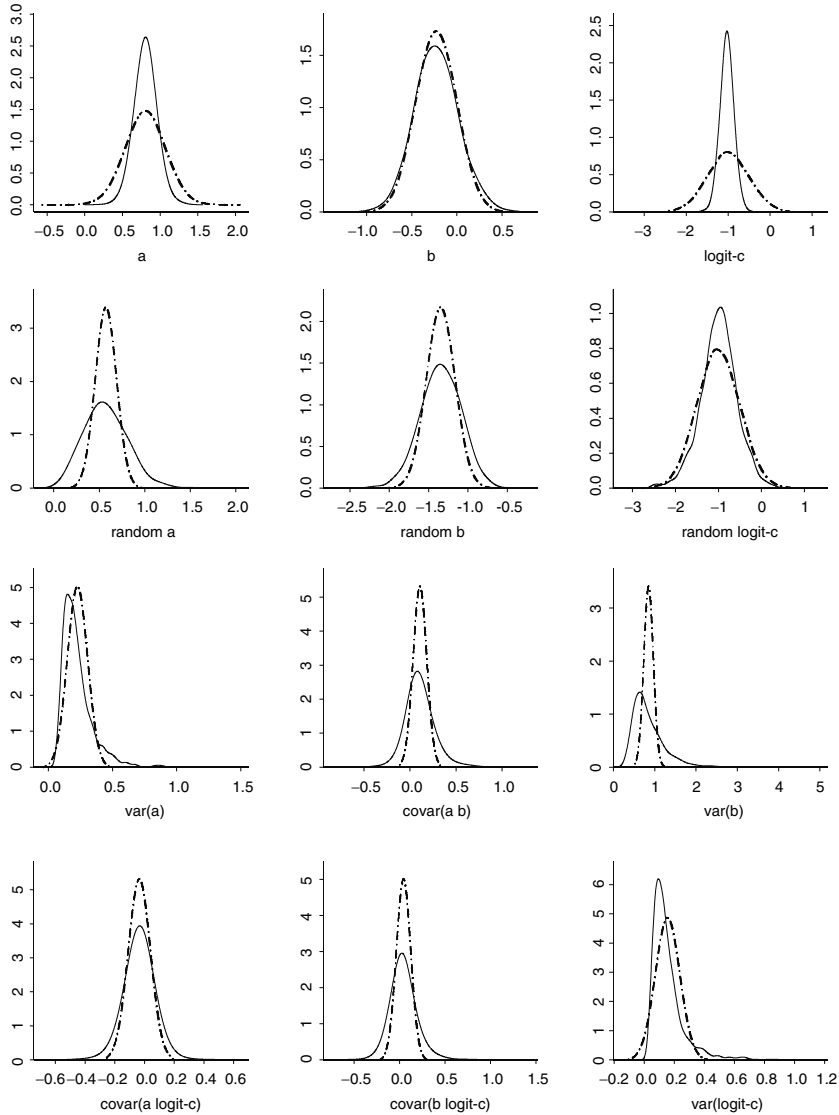 0.0 0.5 1.0 1.5 2.0 2.5 3.0
−0.5 0.0 0.5 1.0 1.5 2.0
a
0.0 0.5 1.0 1.5
−1.0 −0.5 0.0 0.5
b
0.0 0.5 1.0 1.5 2.0 2.5
−3 −2 −1 0 1
logit-c
0 1 2 3
0.0 0.5 1.0 1.5 2.0
random a
0.0 0.5 1.0 1.5 2.0
−2.5 −2.0 −1.5 -1.0 -0.5
random b
0.0 0.2 0.4 0.6 0.8 1.0
−3 −2 −1 0 1
random logit-c
0 1 2 3 4 5
0.0 0.5 1.0 1.5
var(a)
0 1 2 3 4 5
−0.5 0.0 0.5 1.0
covar(a b)
0 1 2 3
0 1 2 3 4 5
var(b)
0 1 2 3 4 5
−0.6 −0.4 −0.2 0.0 0.2 0.4 0.6
covar(a logit-c)
0 1 2 3 4 5
−0.5 0.0 0.5 1.0 1.5
covar(b logit-c)
0 1 2 3 4 5 6
−0.2 0.0 0.2 0.4 0.6 0.8 1.0 1.2
var(logit-c)